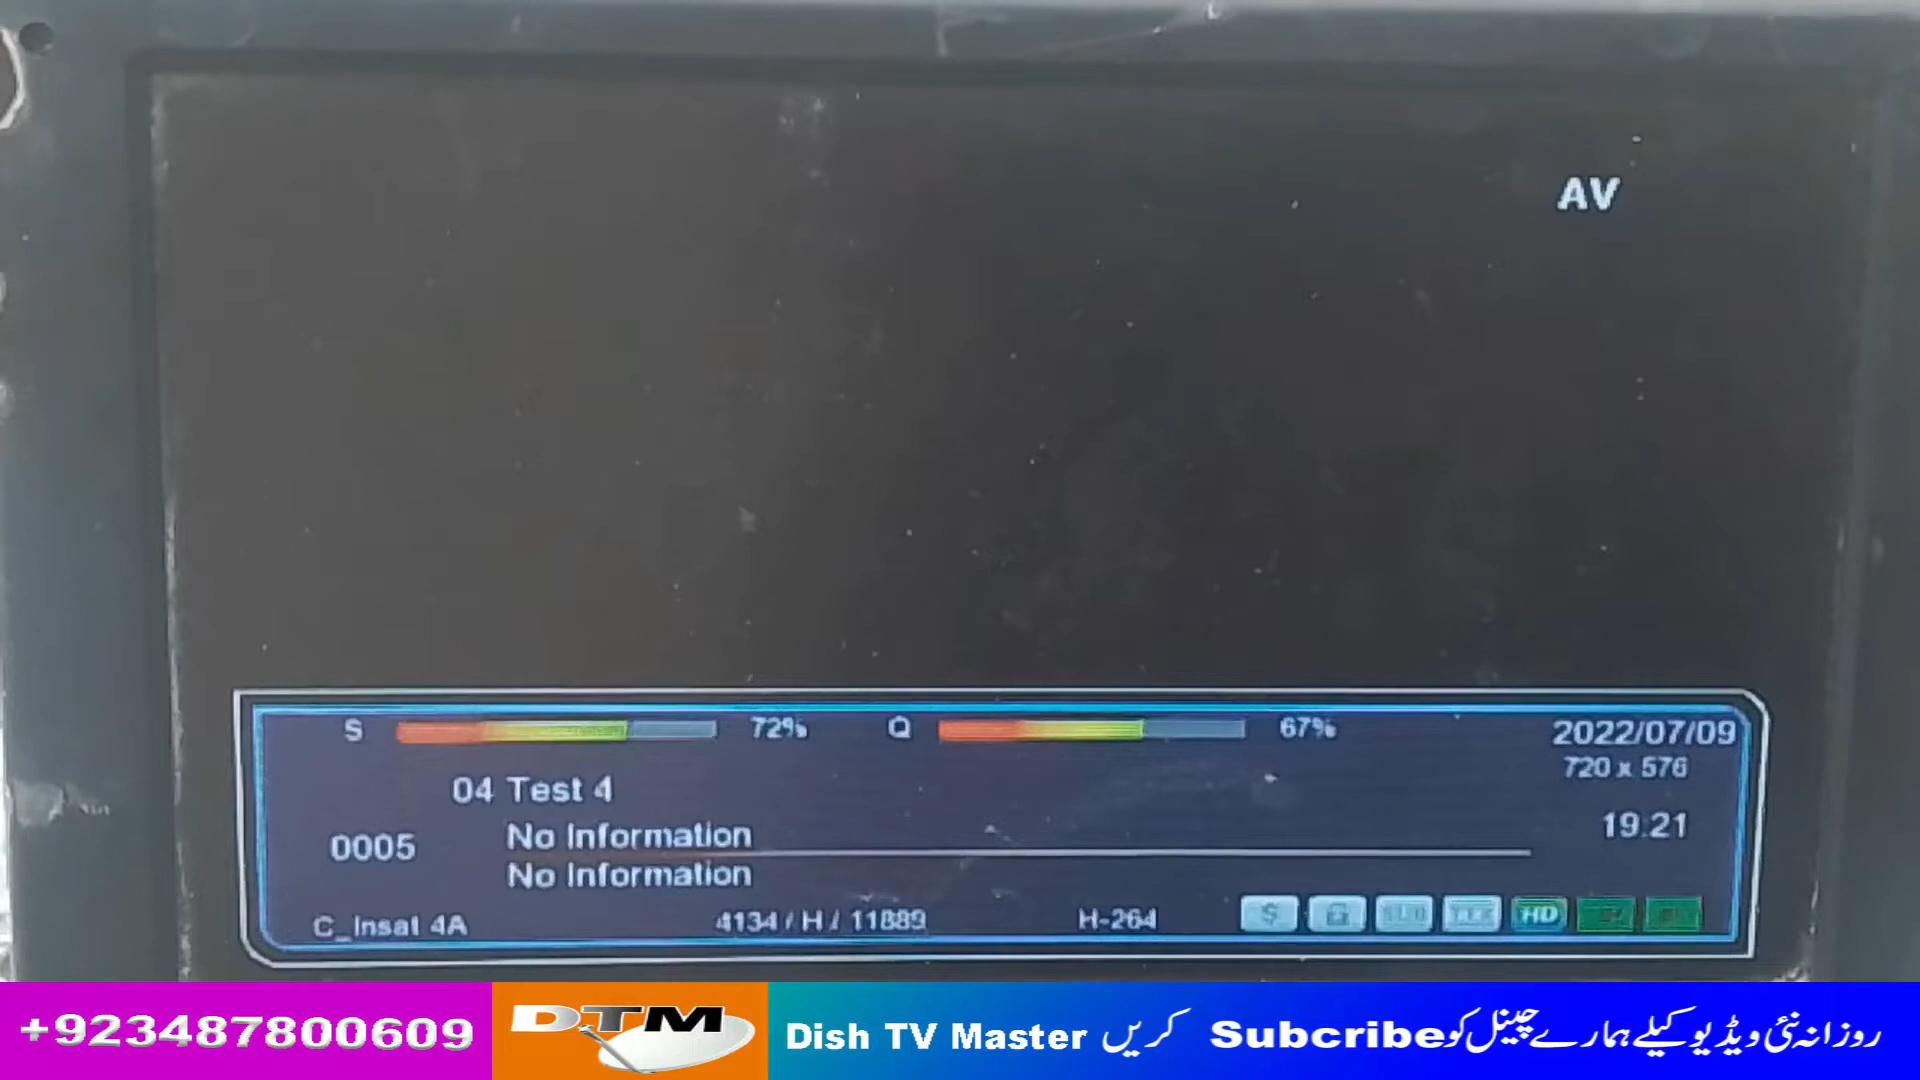 AV
S 72% Q 67% 2022/07/09
720 x 576
04 Test 4
19:21
No Information
0005
No Information
C_Insat 4A 4134 / H / 11889 H-264 $ HD
+923487800609 DTM Dish TV Master روزانہ نئی ویڈیو کیلے ہمارے چینل کو Subcribe کریں